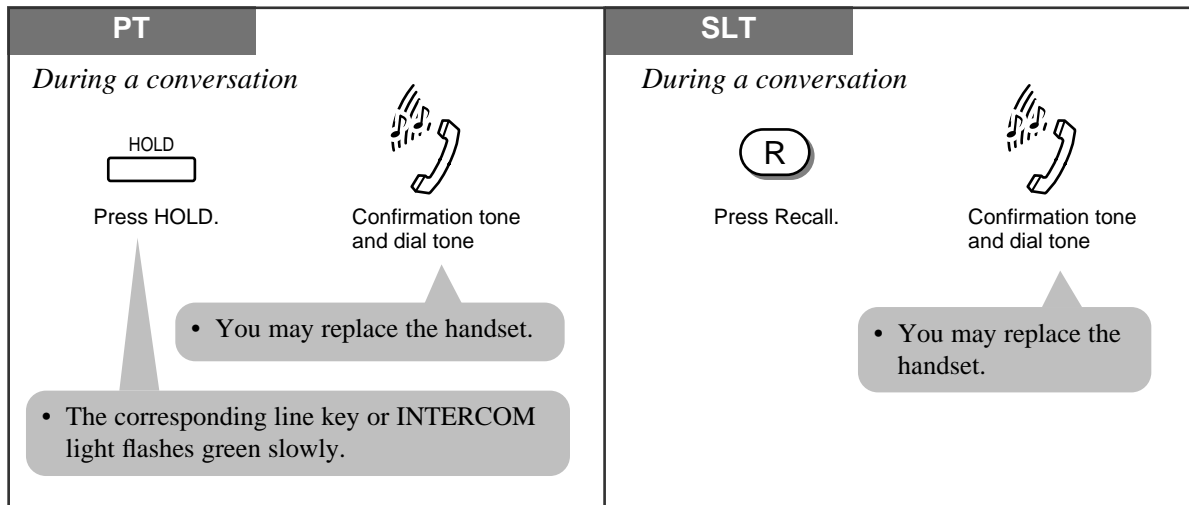 PT
During a conversation
HOLD
Press HOLD.
Confirmation tone
and dial tone
• You may replace the handset.
• The corresponding line key or INTERCOM
light flashes green slowly.
SLT
During a conversation
R
Press Recall.
Confirmation tone
and dial tone
• You may replace the
handset.